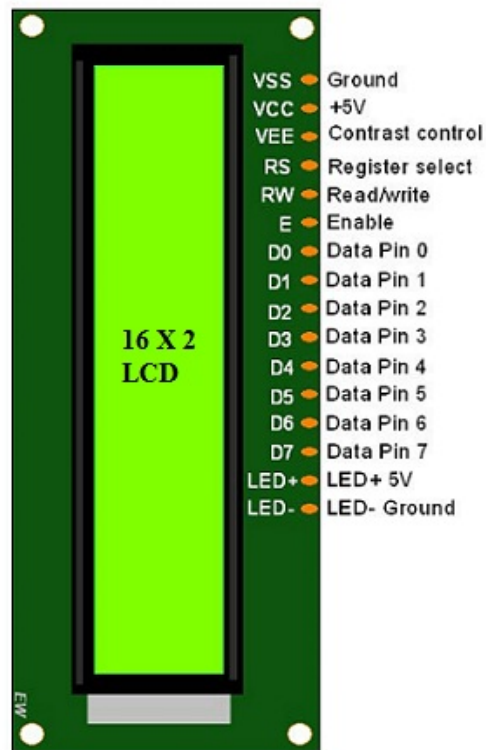 VSS Ground
VCC +5V
VEE Contrast control
RS Register select
RW Read/write
E Enable
D0 Data Pin 0
D1 Data Pin 1
D2 Data Pin 2
D3 Data Pin 3
D4 Data Pin 4
D5 Data Pin 5
D6 Data Pin 6
D7 Data Pin 7
LED+ LED+ 5V
LED- LED- Ground
16 X 2
LCD
EW